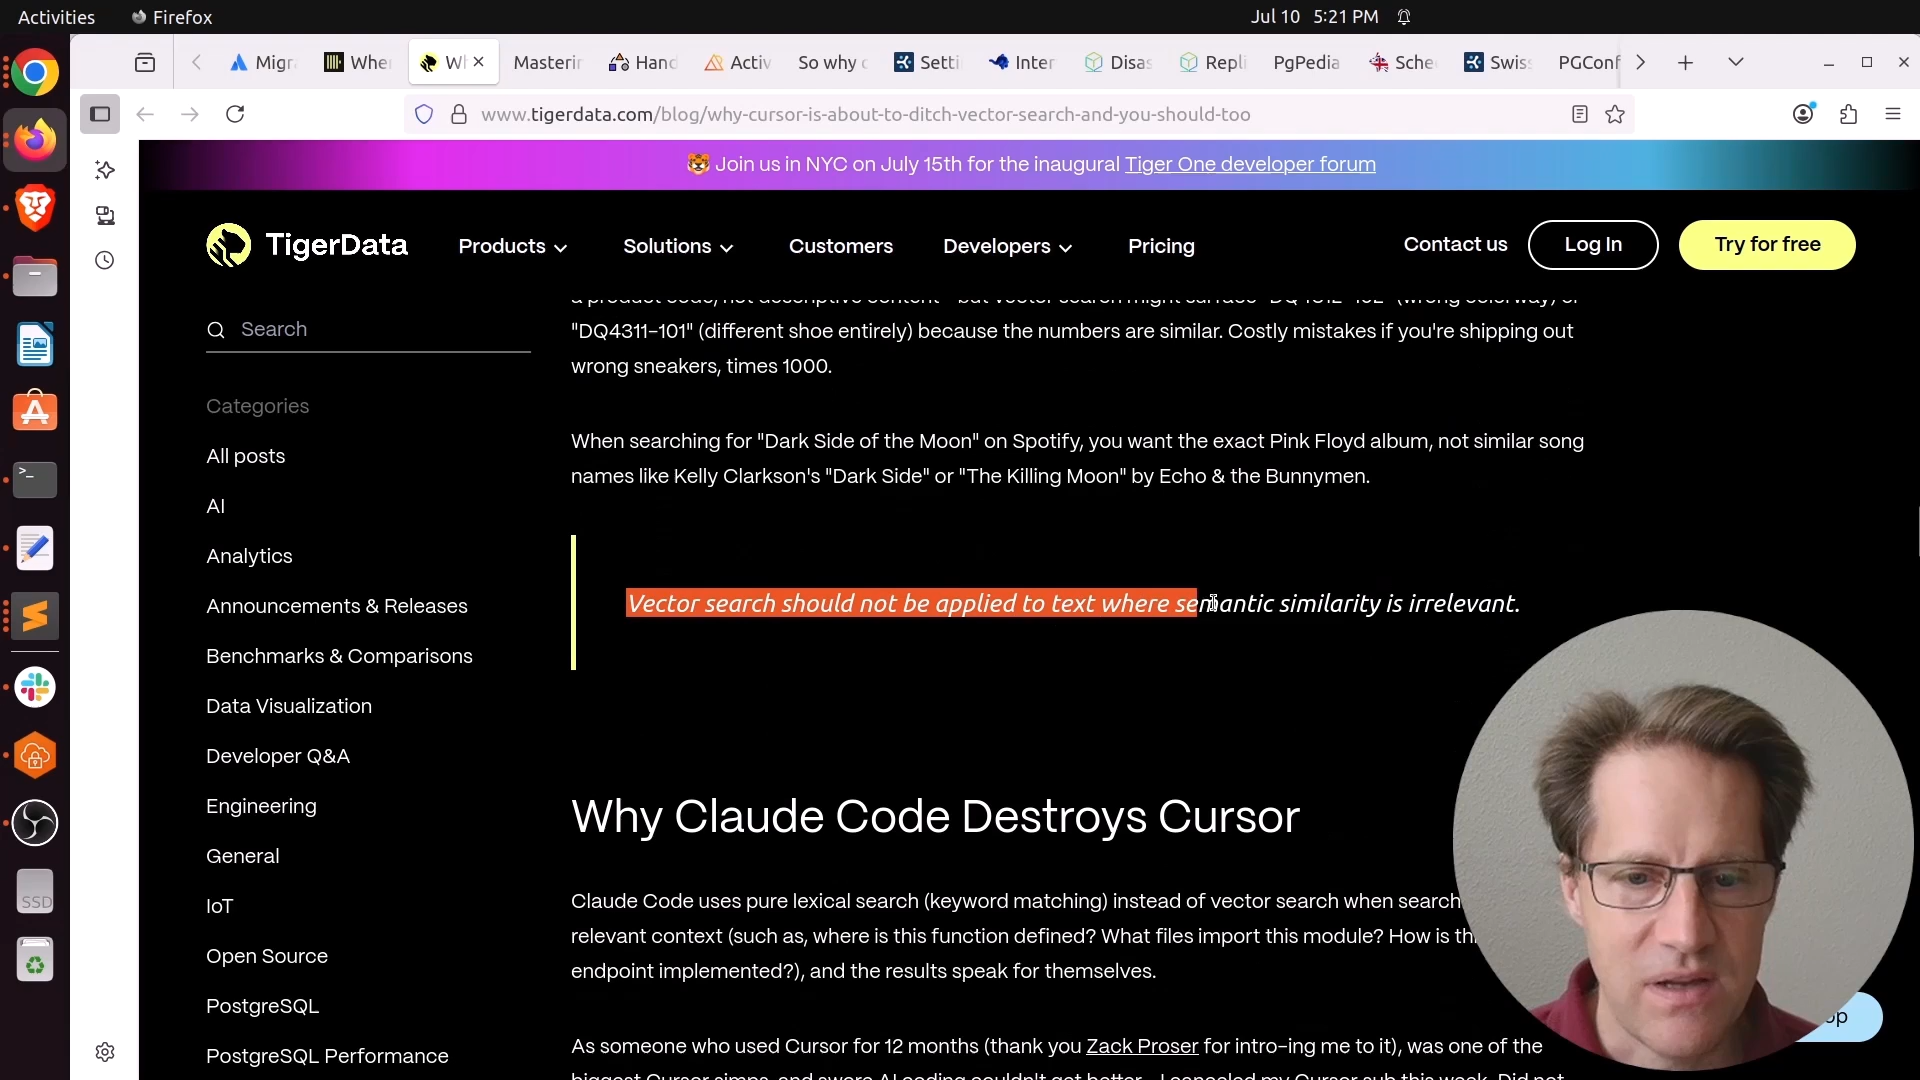 Activities
Firefox
Jul 10 5:21 PM
Migr
Whe
Wh
Masterin
Hand
Activ
So why c
Setti
Inter
Disas
Repli
PgPedia
Sche
Swiss
PGConf
www.tigerdata.com/blog/why-cursor-is-about-to-ditch-vector-search-and-you-should-too
🐯 Join us in NYC on July 15th for the inaugural Tiger One developer forum
TigerData
Products
Solutions
Customers
Developers
Pricing
Contact us
Log In
Try for free
Search
Categories
All posts
AI
Analytics
Announcements & Releases
Benchmarks & Comparisons
Data Visualization
Developer Q&A
Engineering
General
IoT
Open Source
PostgreSQL
PostgreSQL Performance
"DQ4311-101" (different shoe entirely) because the numbers are similar. Costly mistakes if you're shipping out
wrong sneakers, times 1000.
When searching for "Dark Side of the Moon" on Spotify, you want the exact Pink Floyd album, not similar song
names like Kelly Clarkson's "Dark Side" or "The Killing Moon" by Echo & the Bunnymen.
Vector search should not be applied to text where semantic similarity is irrelevant.
Why Claude Code Destroys Cursor
Claude Code uses pure lexical search (keyword matching) instead of vector search when search
relevant context (such as, where is this function defined? What files import this module? How is th
endpoint implemented?), and the results speak for themselves.
As someone who used Cursor for 12 months (thank you Zack Proser for intro-ing me to it), was one of the
op
SSD